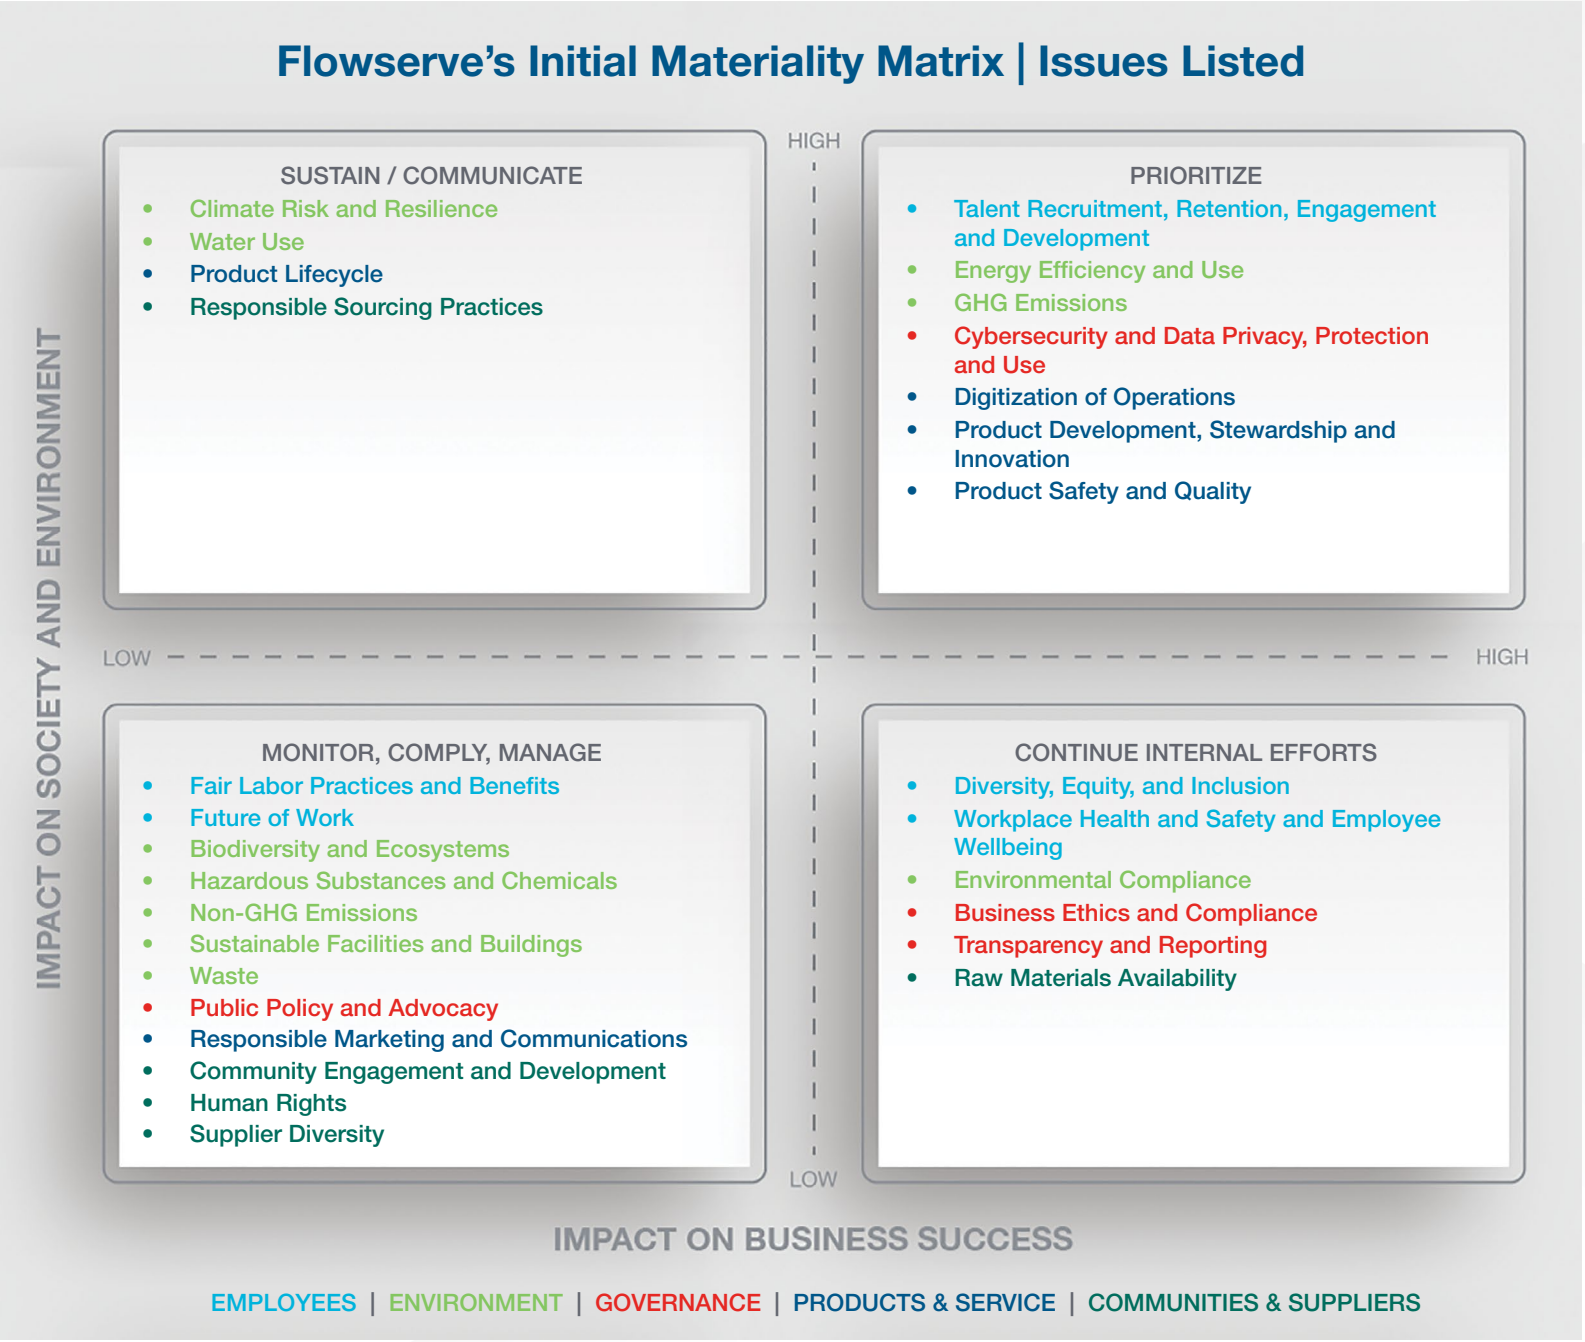 Flowserve's Initial Materiality Matrix | Issues Listed
HIGH
SUSTAIN / COMMUNICATE
• Climate Risk and Resilience
• Water Use
• Product Lifecycle
• Responsible Sourcing Practices
PRIORITIZE
• Talent Recruitment, Retention, Engagement
and Development
• Energy Efficiency and Use
• GHG Emissions
• Cybersecurity and Data Privacy, Protection
and Use
• Digitization of Operations
• Product Development, Stewardship and
Innovation
• Product Safety and Quality
IMPACT ON SOCIETY AND ENVIRONMENT
LOW
HIGH
MONITOR, COMPLY, MANAGE
• Fair Labor Practices and Benefits
• Future of Work
• Biodiversity and Ecosystems
• Hazardous Substances and Chemicals
• Non-GHG Emissions
• Sustainable Facilities and Buildings
• Waste
• Public Policy and Advocacy
• Responsible Marketing and Communications
• Community Engagement and Development
• Human Rights
• Supplier Diversity
CONTINUE INTERNAL EFFORTS
• Diversity, Equity, and Inclusion
• Workplace Health and Safety and Employee
Wellbeing
• Environmental Compliance
• Business Ethics and Compliance
• Transparency and Reporting
• Raw Materials Availability
LOW
IMPACT ON BUSINESS SUCCESS
EMPLOYEES | ENVIRONMENT | GOVERNANCE | PRODUCTS & SERVICE | COMMUNITIES & SUPPLIERS